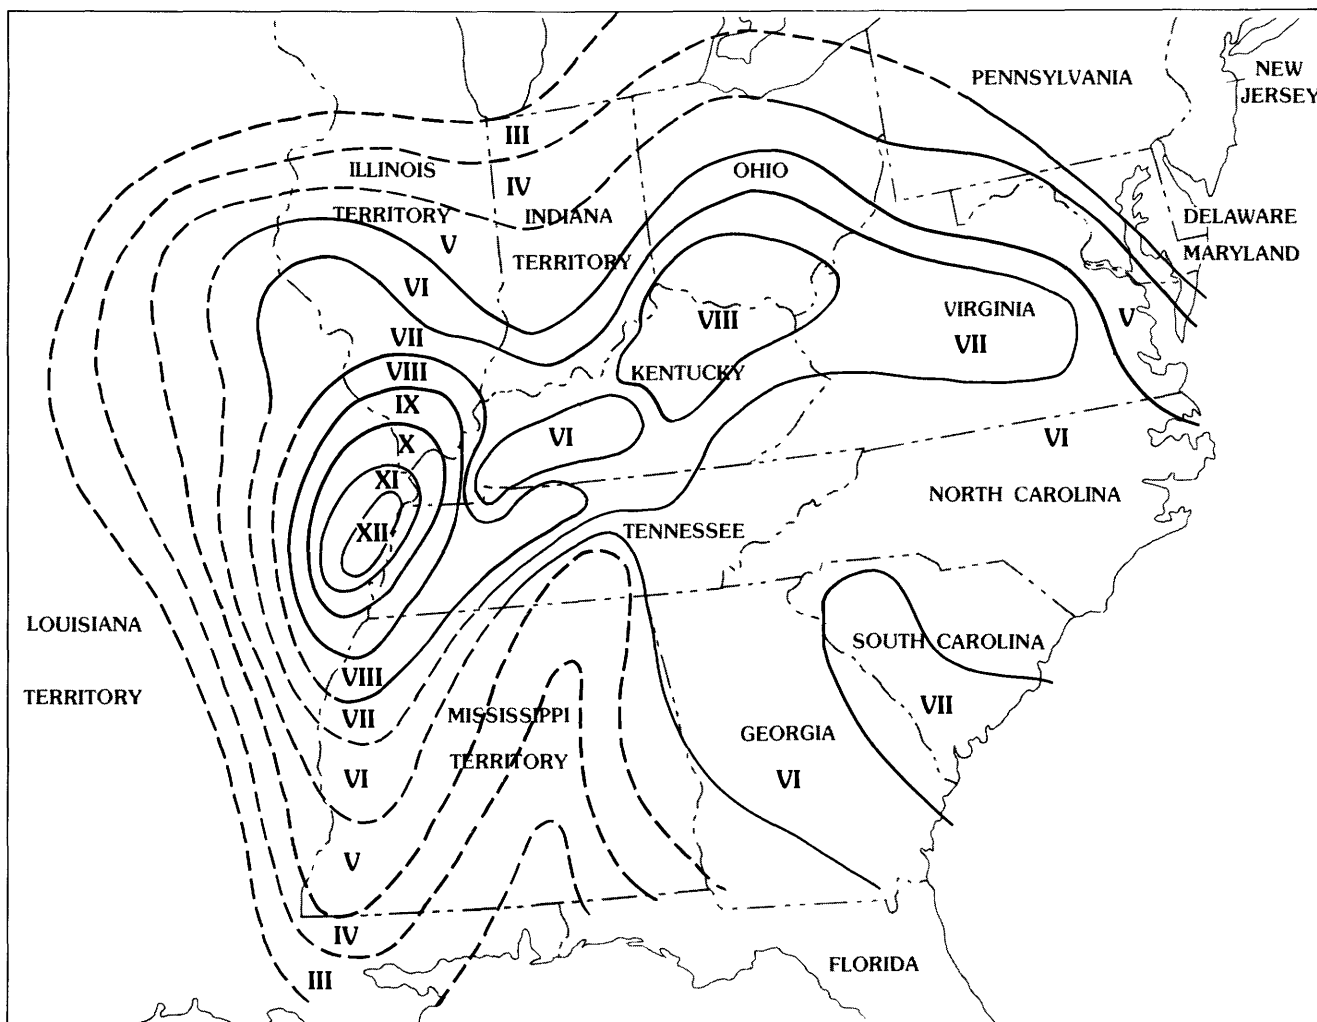 PENNSYLVANIA
NEW
JERSEY
III
ILLINOIS
OHIO
IV
TERRITORY
INDIANA
DELAWARE
V
MARYLAND
TERRITORY
VI
VIRGINIA
V
VIII
VII
VII
VIII
KENTUCKY
IX
VI
VI
X
XI
NORTH CAROLINA
XII
TENNESSEE
LOUISIANA
SOUTH CAROLINA
VIII
TERRITORY
VII
VII
MISSISSIPPI
GEORGIA
TERRITORY
VI
VI
V
IV
FLORIDA
III